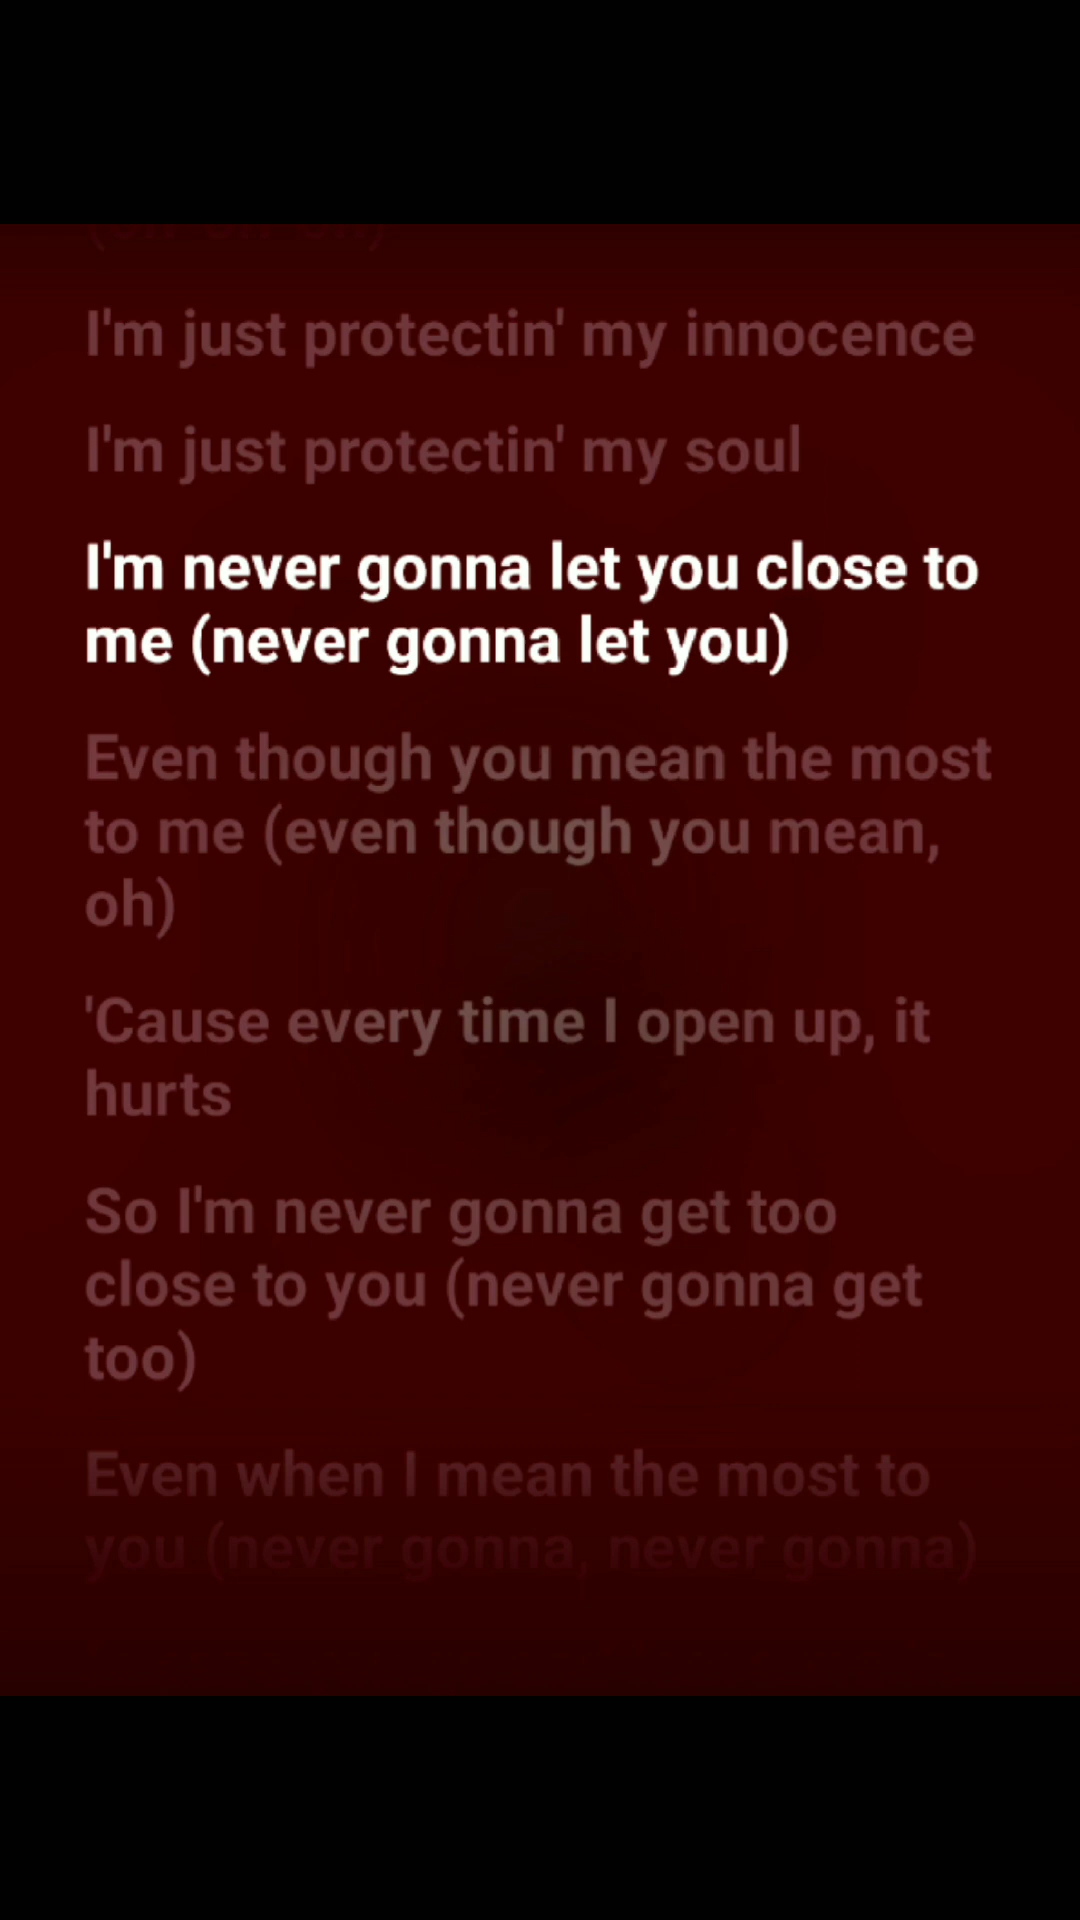 I'm just protectin' my innocence
I'm just protectin' my soul
I'm never gonna let you close to
me (never gonna let you)
Even though you mean the most
to me (even though you mean,
oh)
'Cause every time I open up, it
hurts
So I'm never gonna get too
close to you (never gonna get
too)
Even when I mean the most to
you (never gonna, never gonna)